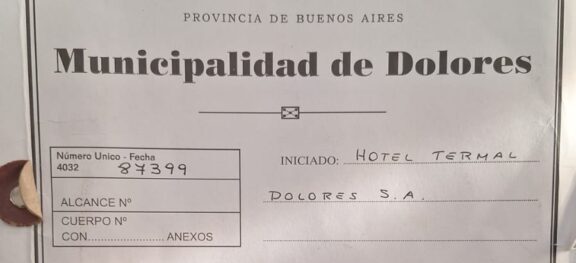 PROVINCIA DE BUENOS AIRES
Municipalidad de Dolores
Número Unico - Fecha
4032 87399
ALCANCE Nº
CUERPO Nº
CON........................ ANEXOS
INICIADO: HOTEL TERMAL
DOLORES S.A.